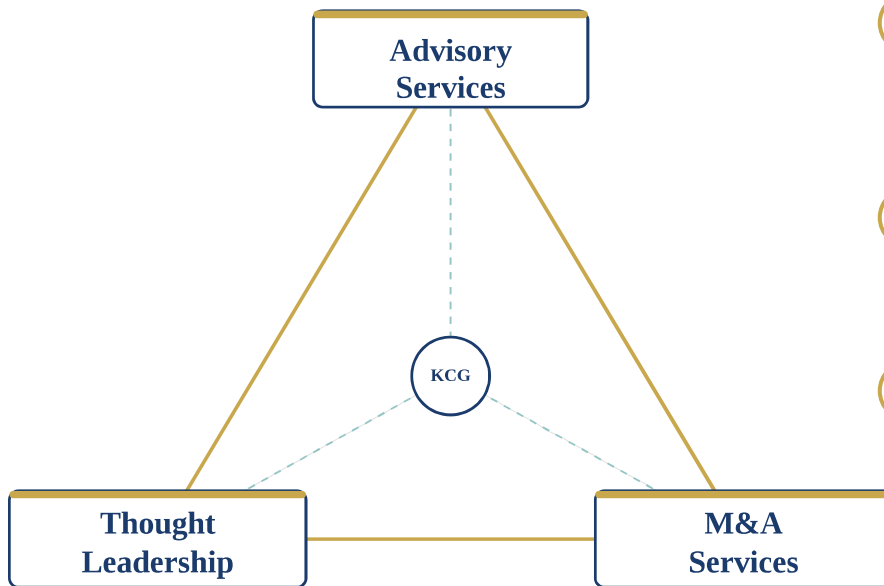 Advisory
Services
KCG
Thought
Leadership
M&A
Services